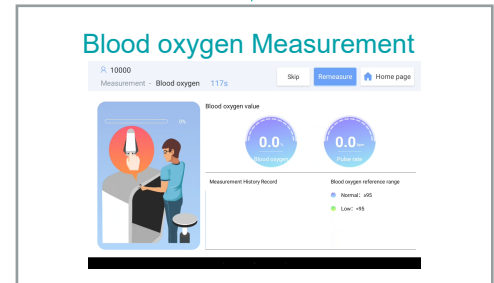 Blood oxygen Measurement
10000
Measurement - Blood oxygen 117s
Skip
Remeasure
Home page
0%
Blood oxygen value
0.0%
Blood oxygen
0.0bpm
Pulse rate
Measurement History Record
Blood oxygen reference range
Normal: ≥95
Low: <95